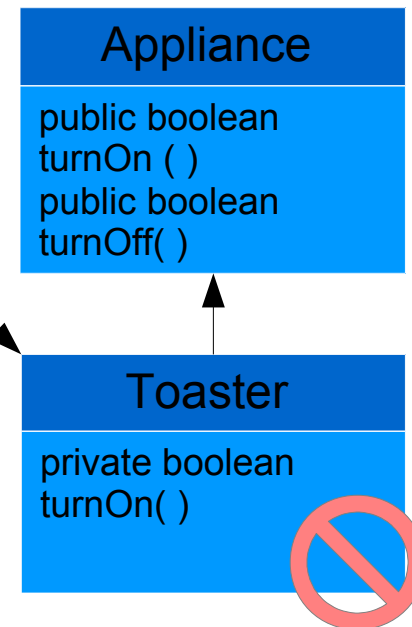 Appliance
public boolean
turnOn ( )
public boolean
turnOff( )
Toaster
private boolean
turnOn( )